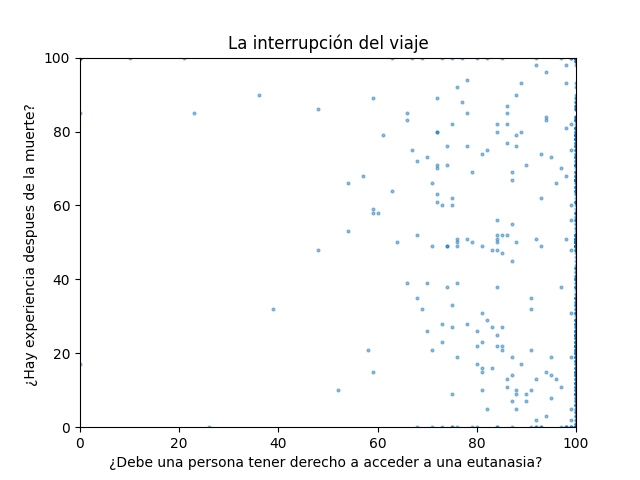 La interrupción del viaje
100
80
60
40
20
0
¿Hay experiencia despues de la muerte?
0 20 40 60 80 100
¿Debe una persona tener derecho a acceder a una eutanasia?